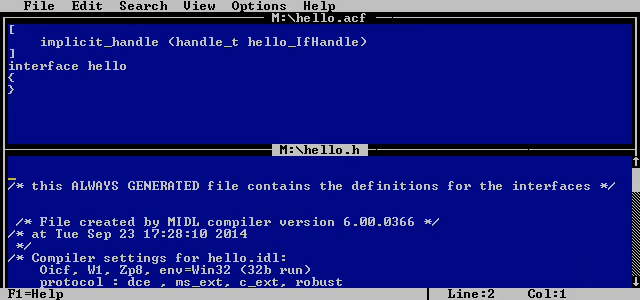 File Edit Search View Options Help
M:\hello.acf
[
implicit_handle (handle_t hello_IfHandle)
]
interface hello
{
}
M:\hello.h
/* this ALWAYS GENERATED file contains the definitions for the interfaces */
/* File created by MIDL compiler version 6.00.0366 */
/* at Tue Sep 23 17:28:10 2014
*/
/* Compiler settings for hello.idl:
Oicf, W1, Zp8, env=Win32 (32b run)
protocol : dce , ms_ext, c_ext, robust
F1=Help Line:2 Col:1